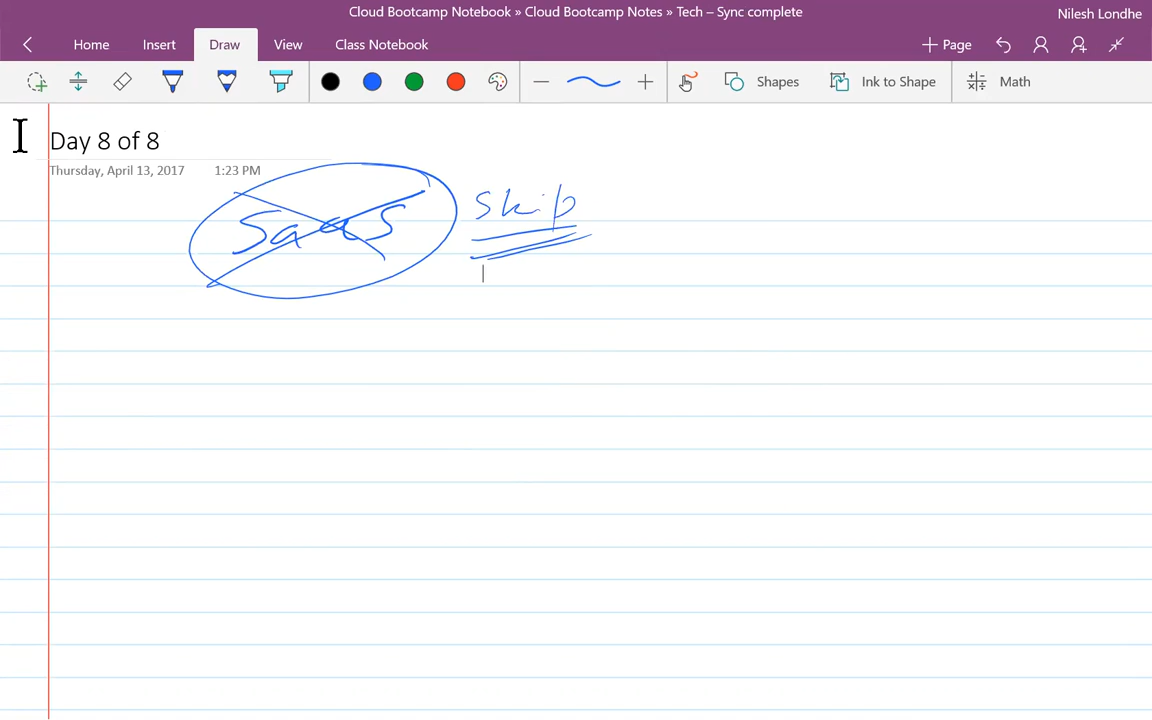 Cloud Bootcamp Notebook » Cloud Bootcamp Notes » Tech – Sync complete
Nilesh Londhe
Home Insert Draw View Class Notebook Page
Shapes Ink to Shape Math
Day 8 of 8
Thursday, April 13, 2017 1:23 PM
SaaS
Skip